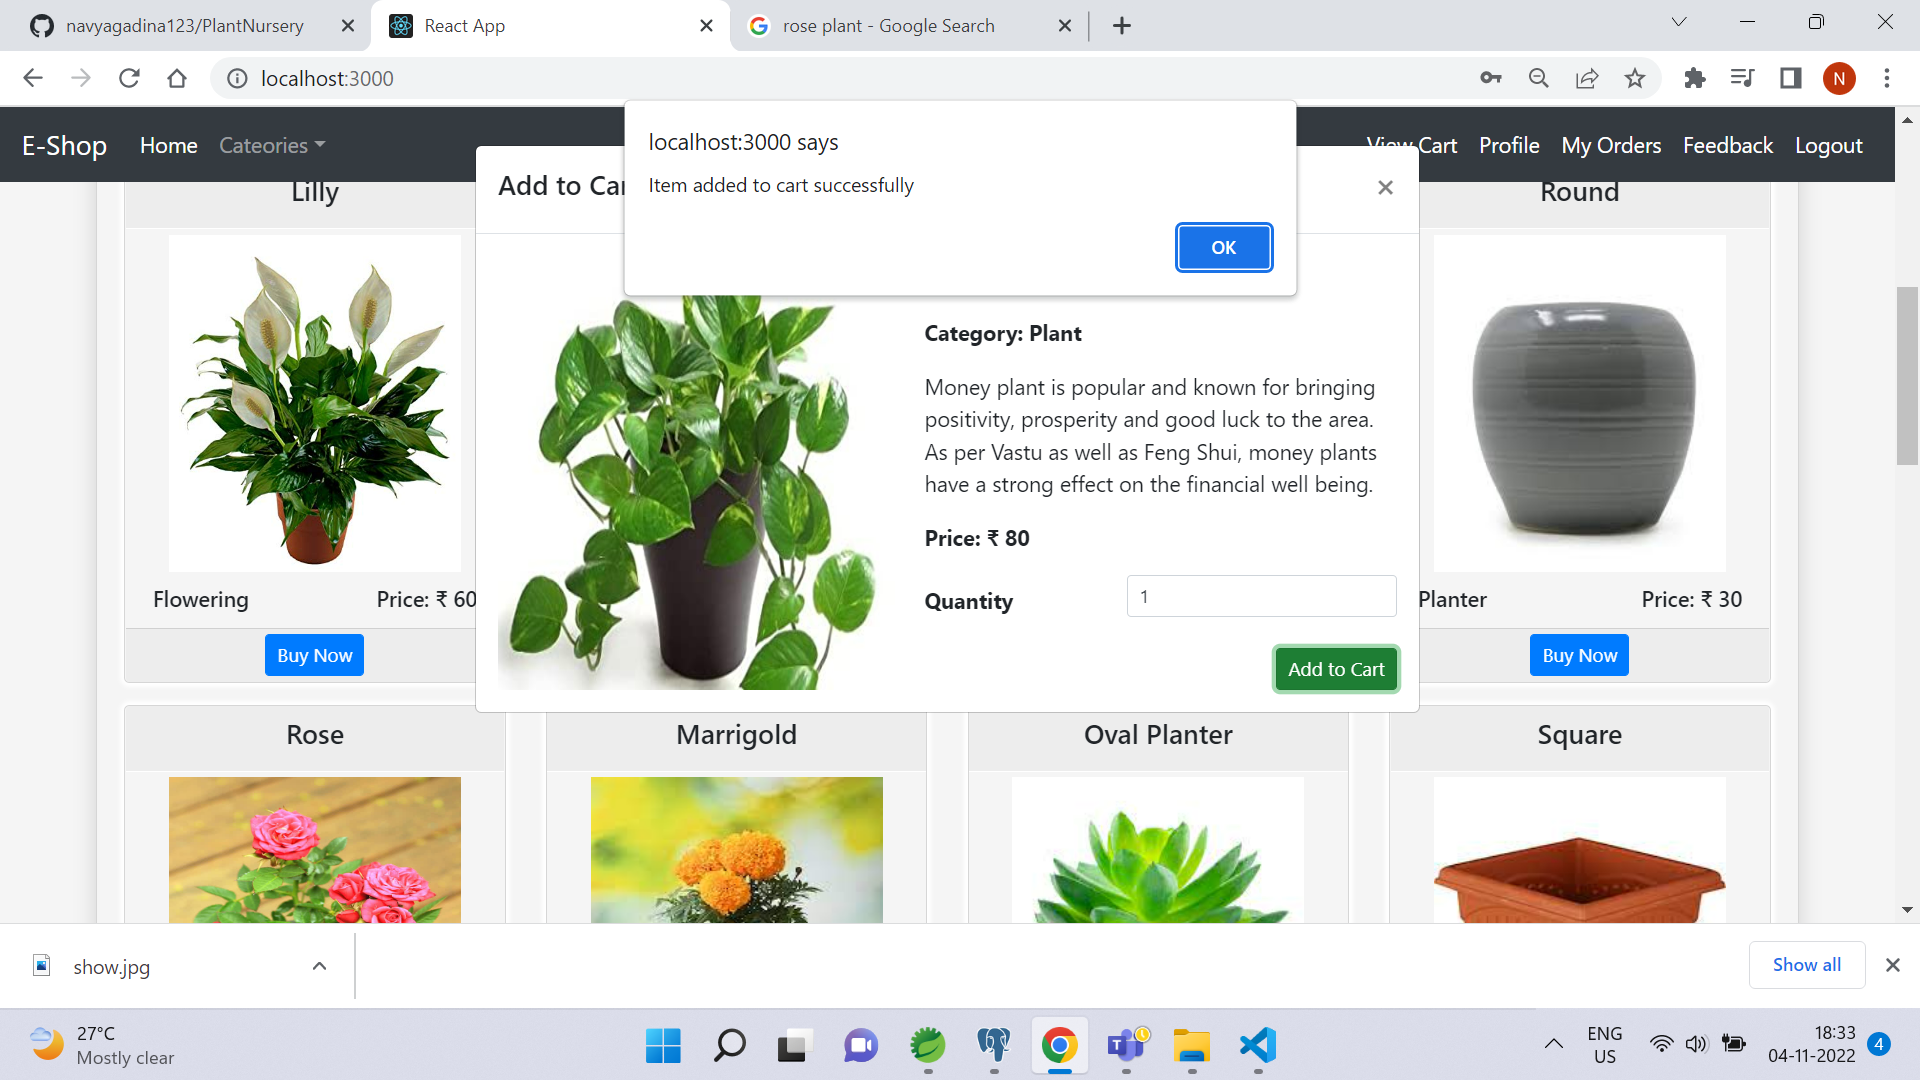 navyagadina123/PlantNursery
React App
rose plant - Google Search
localhost:3000
N
E-Shop
Home
Cateories
View Cart
Profile
My Orders
Feedback
Logout
localhost:3000 says
Item added to cart successfully
OK
Add to Car
Lilly
Flowering
Price: ₹ 60
Buy Now
Category: Plant
Money plant is popular and known for bringing
positivity, prosperity and good luck to the area.
As per Vastu as well as Feng Shui, money plants
have a strong effect on the financial well being.
Price: ₹ 80
Quantity
1
Add to Cart
Round
Planter
Price: ₹ 30
Buy Now
Rose
Marrigold
Oval Planter
Square
show.jpg
Show all
27°C
Mostly clear
T
ENG
US
18:33
04-11-2022
4